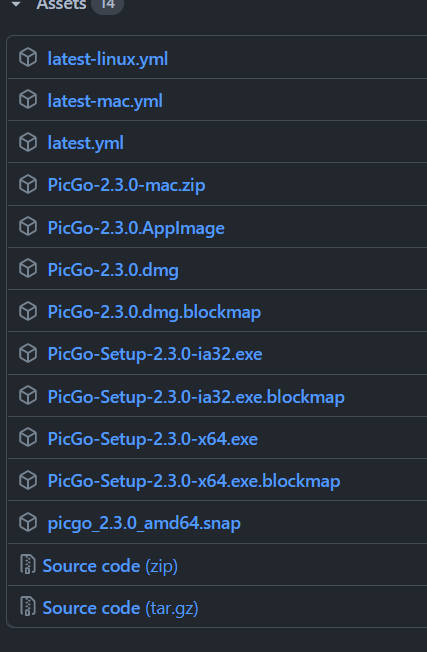 Assets 14
latest-linux.yml
latest-mac.yml
latest.yml
PicGo-2.3.0-mac.zip
PicGo-2.3.0.AppImage
PicGo-2.3.0.dmg
PicGo-2.3.0.dmg.blockmap
PicGo-Setup-2.3.0-ia32.exe
PicGo-Setup-2.3.0-ia32.exe.blockmap
PicGo-Setup-2.3.0-x64.exe
PicGo-Setup-2.3.0-x64.exe.blockmap
picgo_2.3.0_amd64.snap
Source code (zip)
Source code (tar.gz)